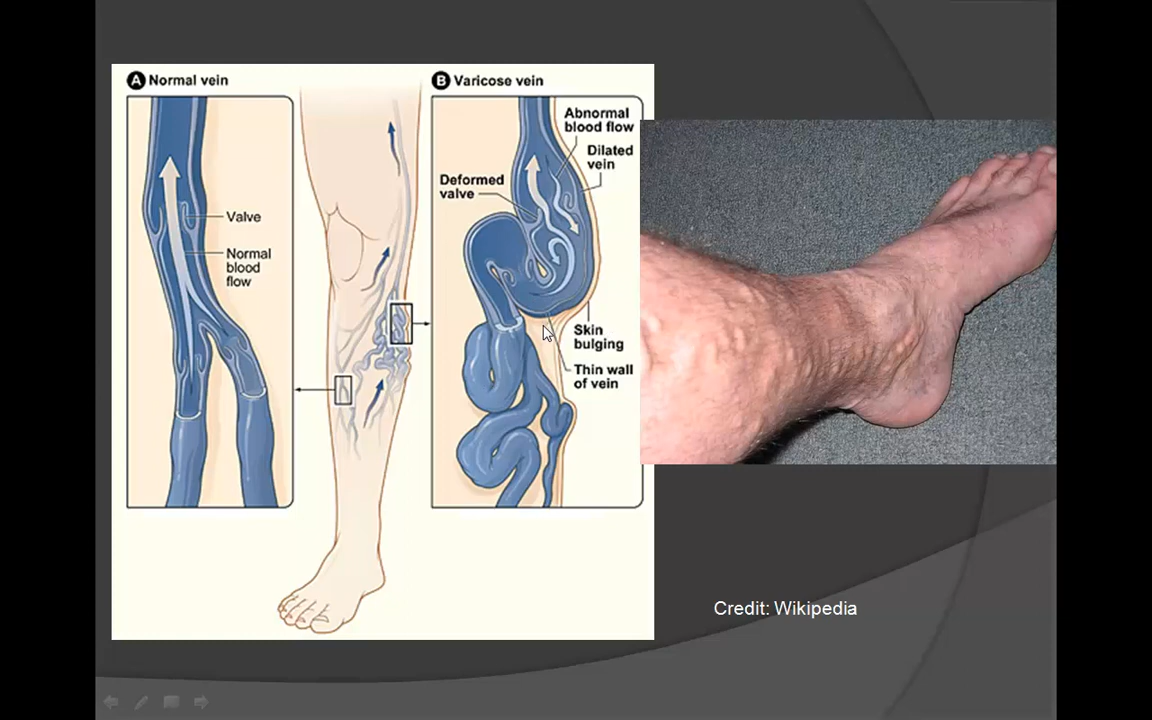 A Normal vein
Valve
Normal
blood
flow
B Varicose vein
Abnormal
blood flow
Dilated
vein
Deformed
valve
Skin
bulging
Thin wall
of vein
Credit: Wikipedia